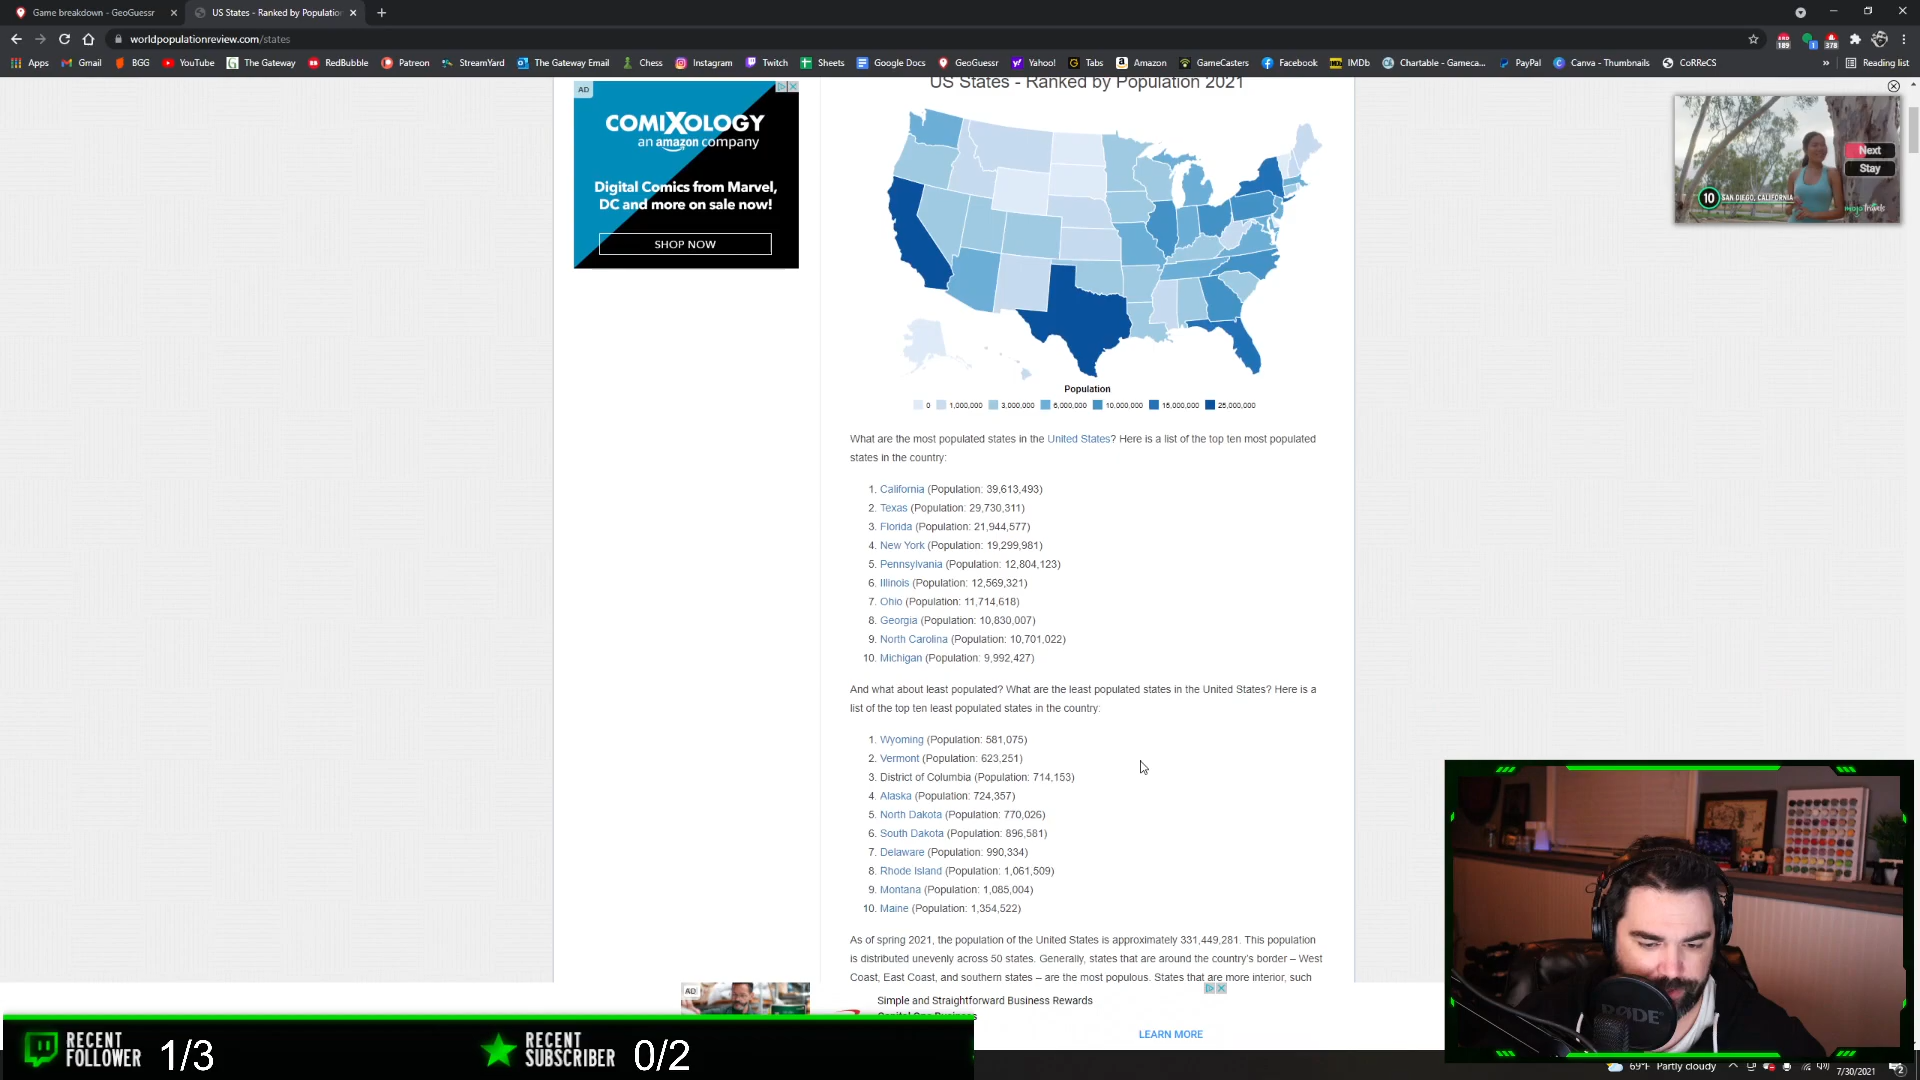 Game breakdown - GeoGuessr
US States - Ranked by Population
worldpopulationreview.com/states
Apps Gmail BGG YouTube The Gateway RedBubble Patreon StreamYard The Gateway Email Chess Instagram Twitch Sheets Google Docs GeoGuessr Yahoo! Tabs Amazon GameCasters Facebook IMDb Chartable - Gameca... PayPal Canva - Thumbnails CoRReCS » Reading list
189
378
AD
COMIXOLOGY
an amazon company
Digital Comics from Marvel,
DC and more on sale now!
SHOP NOW
US States - Ranked by Population 2021
Next
Stay
10 SAN DIEGO, CALIFORNIA
mojo travels
Population
0 1,000,000 3,000,000 6,000,000 10,000,000 15,000,000 25,000,000
What are the most populated states in the United States? Here is a list of the top ten most populated
states in the country:
1. California (Population: 39,613,493)
2. Texas (Population: 29,730,311)
3. Florida (Population: 21,944,577)
4. New York (Population: 19,299,981)
5. Pennsylvania (Population: 12,804,123)
6. Illinois (Population: 12,569,321)
7. Ohio (Population: 11,714,618)
8. Georgia (Population: 10,830,007)
9. North Carolina (Population: 10,701,022)
10. Michigan (Population: 9,992,427)
And what about least populated? What are the least populated states in the United States? Here is a
list of the top ten least populated states in the country:
1. Wyoming (Population: 581,075)
2. Vermont (Population: 623,251)
3. District of Columbia (Population: 714,153)
4. Alaska (Population: 724,357)
5. North Dakota (Population: 770,026)
6. South Dakota (Population: 896,581)
7. Delaware (Population: 990,334)
8. Rhode Island (Population: 1,061,509)
9. Montana (Population: 1,085,004)
10. Maine (Population: 1,354,522)
As of spring 2021, the population of the United States is approximately 331,449,281. This population
is distributed unevenly across 50 states. Generally, states that are around the country's border – West
Coast, East Coast, and southern states – are the most populous. States that are more interior, such
AD
Simple and Straightforward Business Rewards
Capital One Business
LEARN MORE
RECENT
FOLLOWER 1/3
RECENT
SUBSCRIBER 0/2
RØDE
69°F Partly cloudy
7/30/2021
2